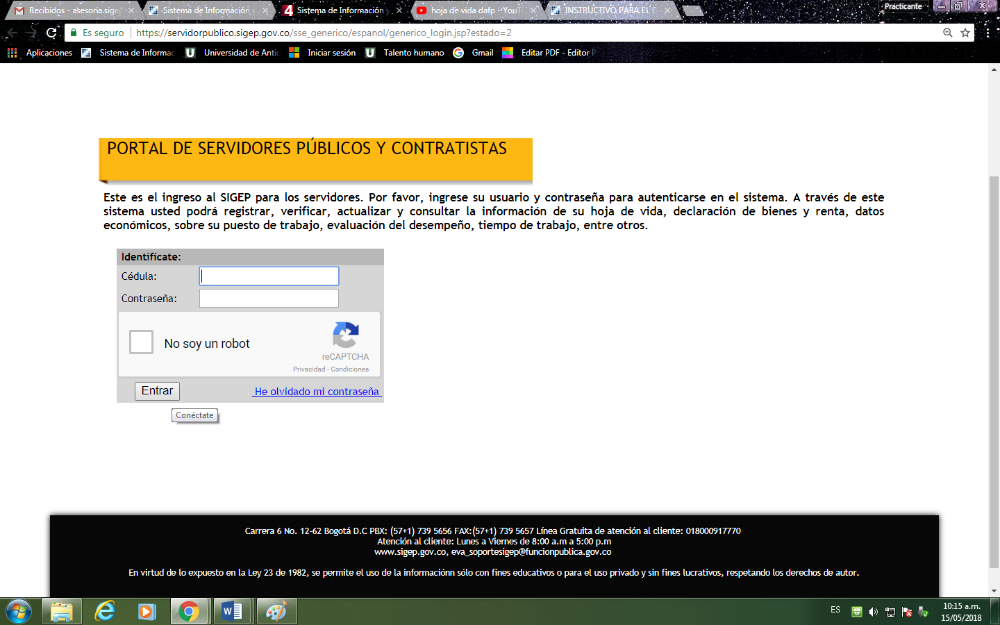 Recibidos - asesoria.sige
Sistema de Información y
Sistema de Información y
hoja de vida dafp - YouT
INSTRUCTIVO PARA EL
Practicante
Es seguro
https://servidorpublico.sigep.gov.co/sse_generico/espanol/generico_login.jsp?estado=2
Aplicaciones
Sistema de Informac
Universidad de Antio
Iniciar sesión
Talento humano
Gmail
Editar PDF - Editor P
PORTAL DE SERVIDORES PÚBLICOS Y CONTRATISTAS
Este es el ingreso al SIGEP para los servidores. Por favor, ingrese su usuario y contraseña para autenticarse en el sistema. A través de este
sistema usted podrá registrar, verificar, actualizar y consultar la información de su hoja de vida, declaración de bienes y renta, datos
económicos, sobre su puesto de trabajo, evaluación del desempeño, tiempo de trabajo, entre otros.
Identifícate:
Cédula:
Contraseña:
No soy un robot
reCAPTCHA
Privacidad - Condiciones
Entrar
He olvidado mi contraseña
Conéctate
Carrera 6 No. 12-62 Bogotá D.C PBX: (57+1) 739 5656 FAX:(57+1) 739 5657 Línea Gratuita de atención al cliente: 018000917770
Atención al cliente: Lunes a Viernes de 8:00 a.m a 5:00 p.m
www.sigep.gov.co, eva_soportesigep@funcionpublica.gov.co
En virtud de lo expuesto en la Ley 23 de 1982, se permite el uso de la informaciónn sólo con fines educativos o para el uso privado y sin fines lucrativos, respetando los derechos de autor.
ES
10:15 a.m.
15/05/2018